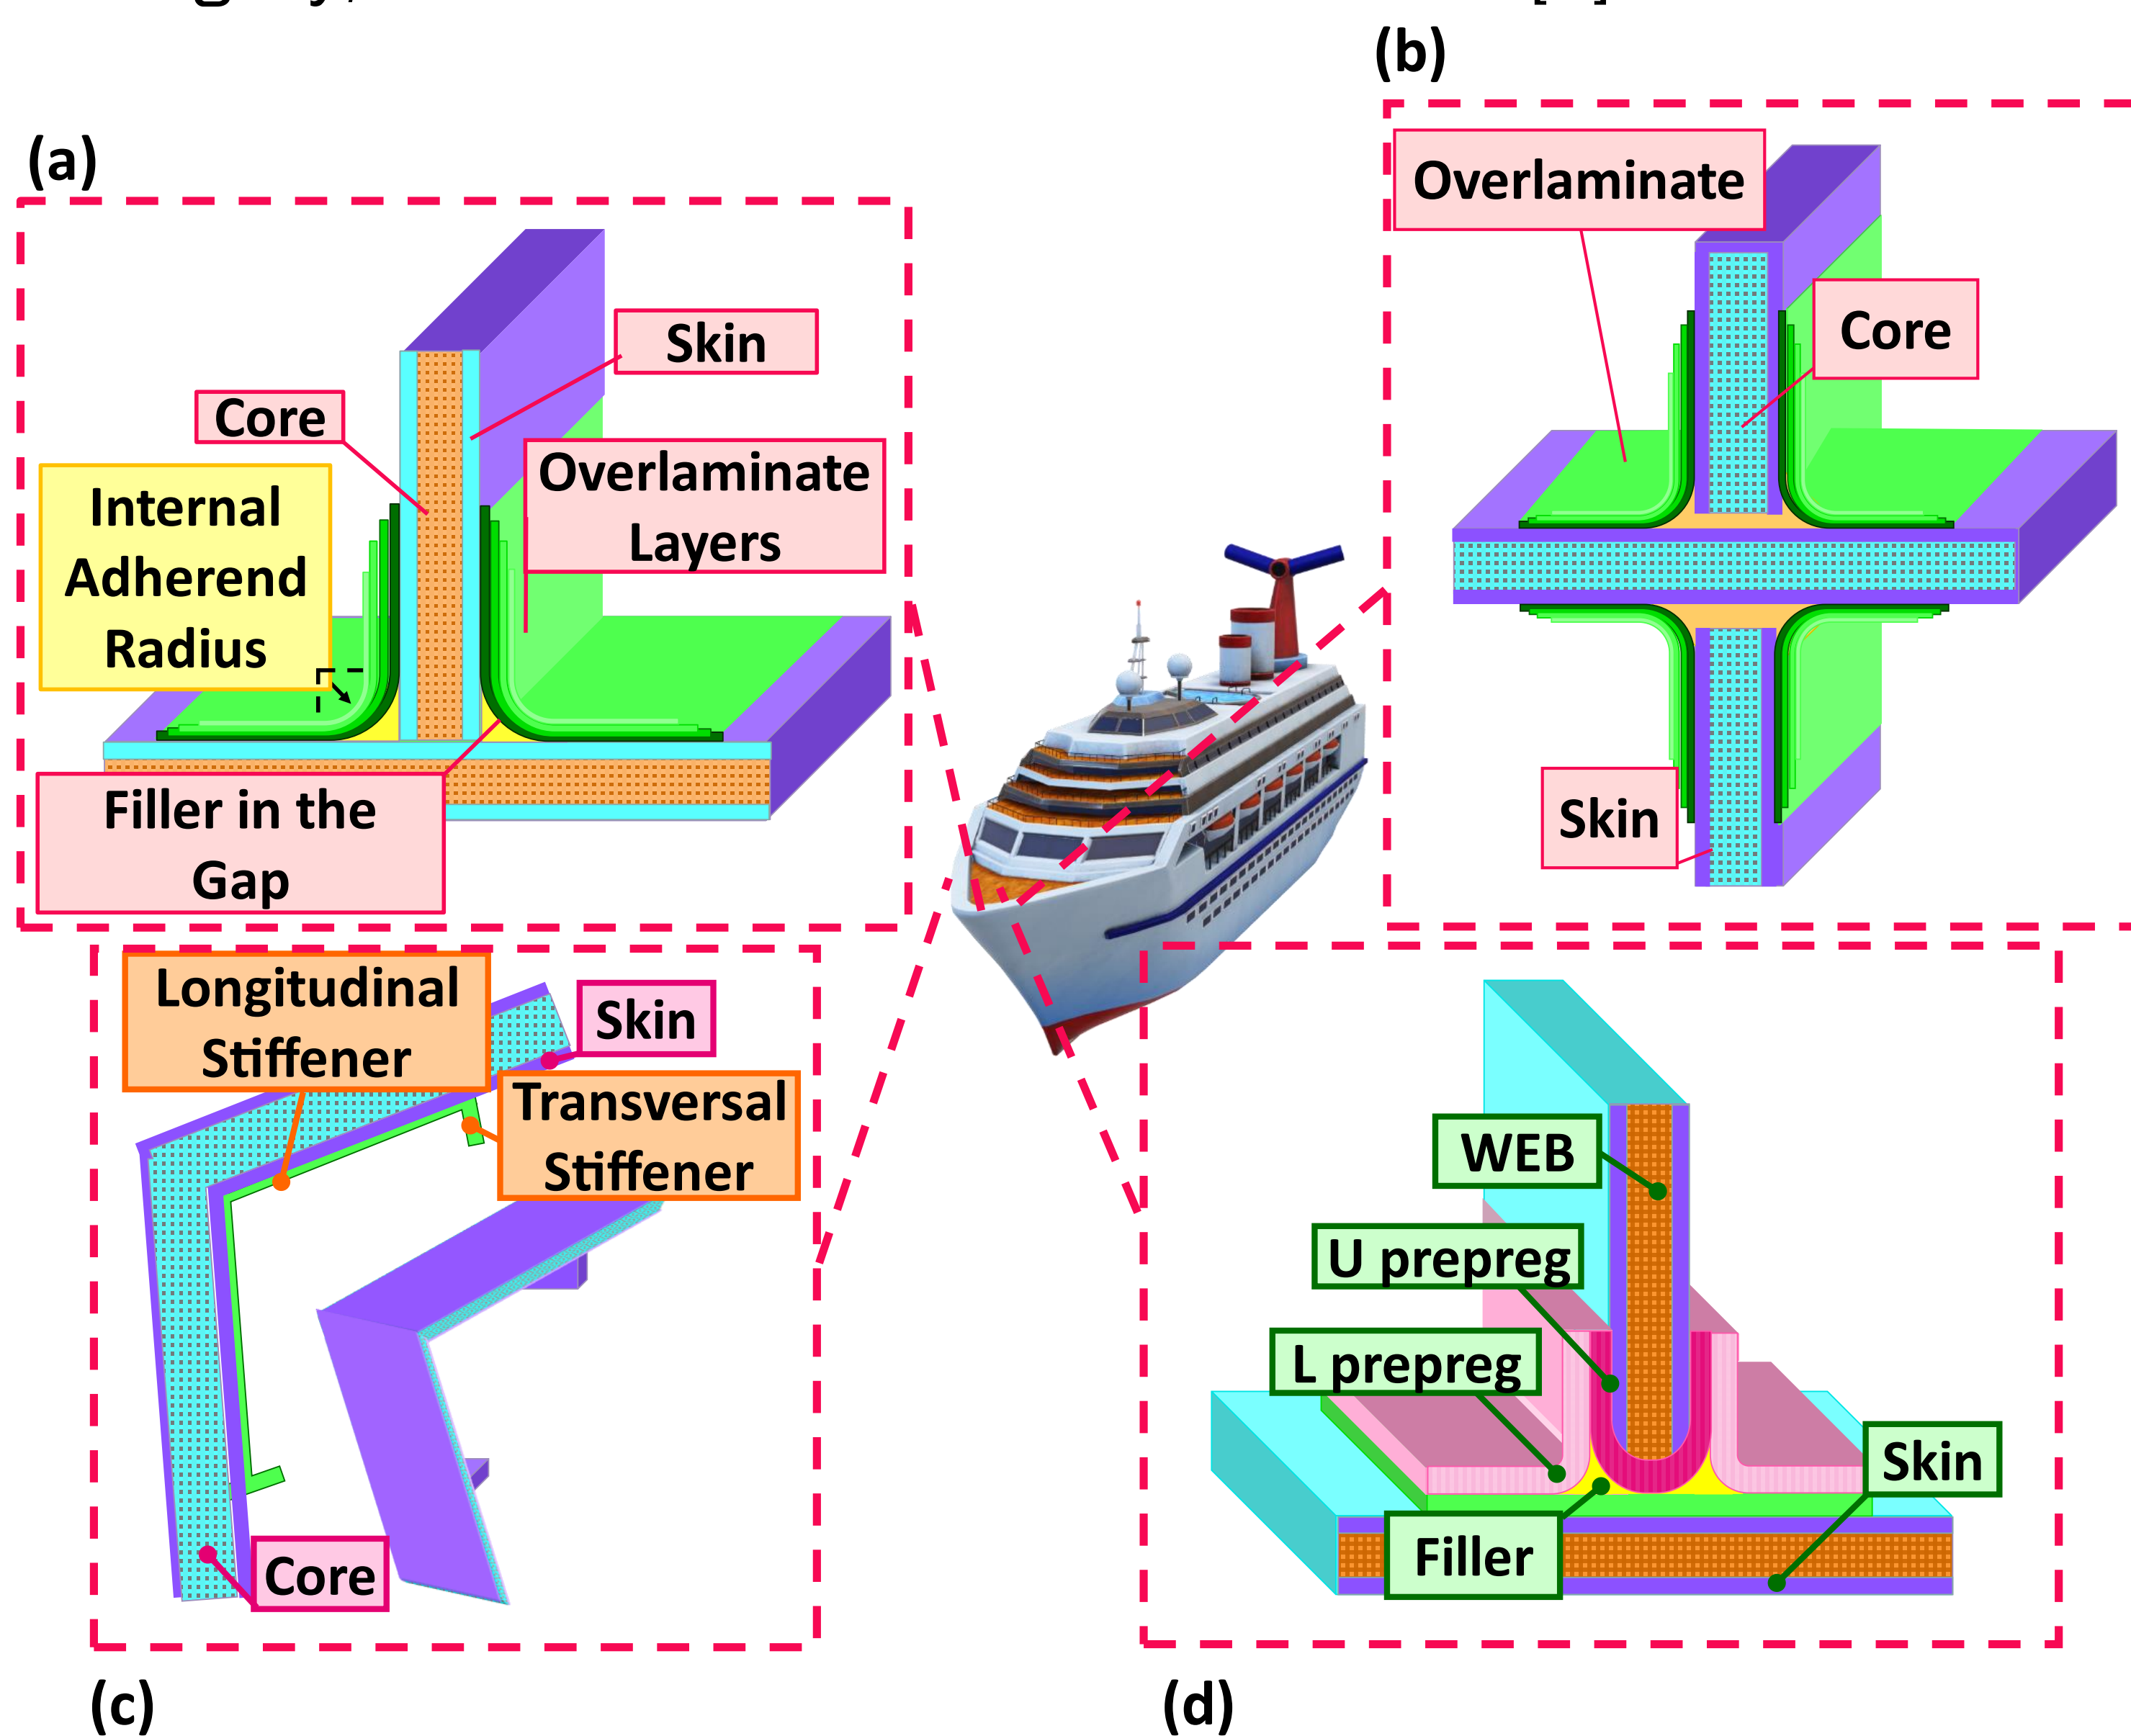 (a)
Skin
Core
Overlaminate
Layers
Internal
Adherend
Radius
Filler in the
Gap
(b)
Overlaminate
Core
Skin
Longitudinal
Stiffener
Skin
Transversal
Stiffener
Core
(c)
WEB
U prepreg
L prepreg
Skin
Filler
(d)